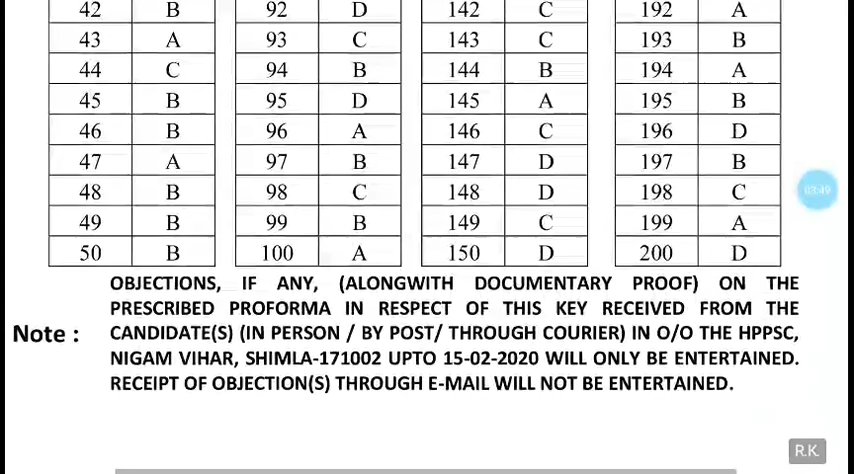 42 B 92 D 142 C 192 A
43 A 93 C 143 C 193 B
44 C 94 B 144 B 194 A
45 B 95 D 145 A 195 B
46 B 96 A 146 C 196 D
47 A 97 B 147 D 197 B
48 B 98 C 148 D 198 C
49 B 99 B 149 C 199 A
50 B 100 A 150 D 200 D
03:49
OBJECTIONS, IF ANY, (ALONGWITH DOCUMENTARY PROOF) ON THE
PRESCRIBED PROFORMA IN RESPECT OF THIS KEY RECEIVED FROM THE
Note : CANDIDATE(S) (IN PERSON / BY POST/ THROUGH COURIER) IN O/O THE HPPSC,
NIGAM VIHAR, SHIMLA-171002 UPTO 15-02-2020 WILL ONLY BE ENTERTAINED.
RECEIPT OF OBJECTION(S) THROUGH E-MAIL WILL NOT BE ENTERTAINED.
R.K.